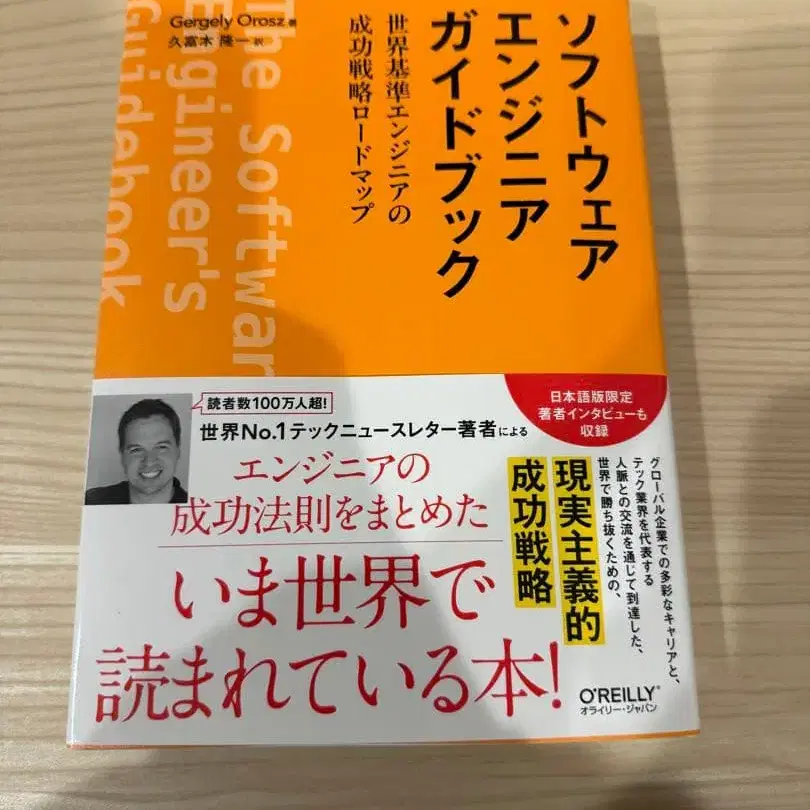 ソフトウェア
エンジニア
ガイドブック
世界基準エンジニアの
成功戦略ロードマップ
Gergely Orosz 著
久富木 隆一 訳
The Softwar
Engineer's
Guidebook
読者数100万人超!
世界No.1テックニュースレター著者による
エンジニアの
成功法則をまとめた
いま世界で
読まれている本!
日本語版限定
著者インタビューも
収録
グローバル企業での多彩なキャリアと、
テック業界を代表する
人脈との交流を通じて到達した、
世界で勝ち抜くための、
現実主義的
成功戦略
O'REILLY®
オライリー・ジャパン